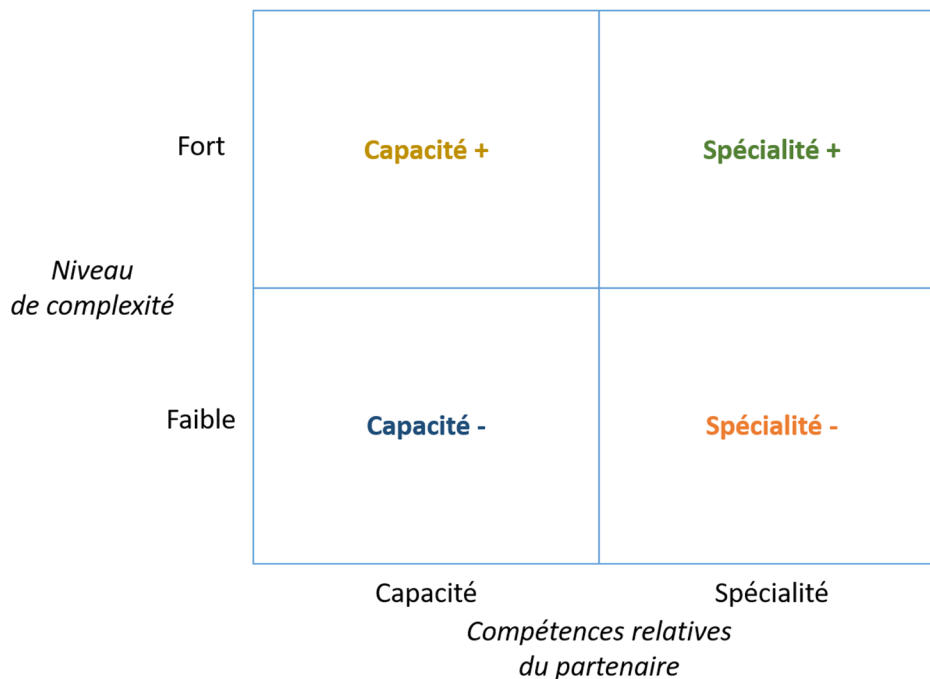 Fort
Capacité +
Spécialité +
Niveau
de complexité
Faible
Capacité -
Spécialité -
Capacité
Spécialité
Compétences relatives
du partenaire